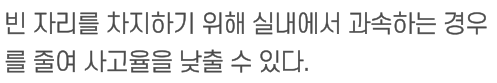 빈 자리를 차지하기 위해 실내에서 과속하는 경우
를 줄여 사고율을 낮출 수 있다.